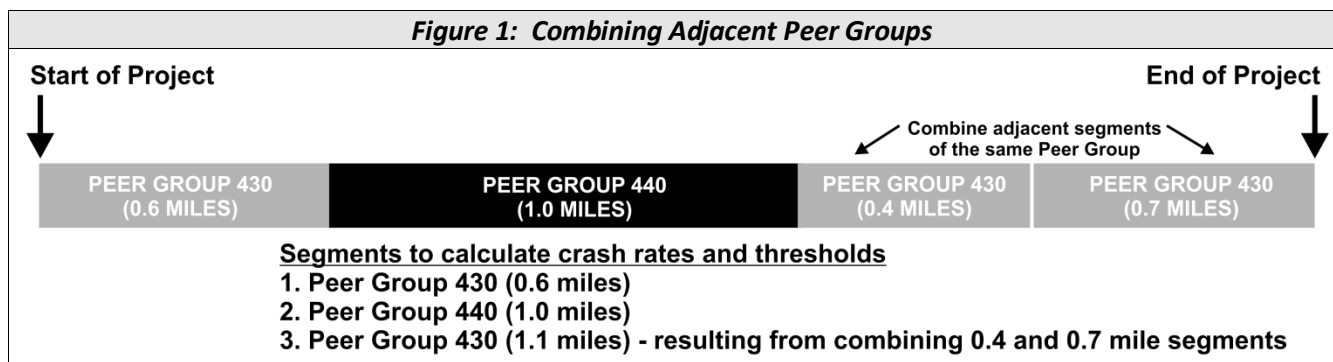 Figure 1:  Combining Adjacent Peer Groups
Start of Project
End of Project
Combine adjacent segments
of the same Peer Group
PEER GROUP 430
(0.6 MILES)
PEER GROUP 440
(1.0 MILES)
PEER GROUP 430
(0.4 MILES)
PEER GROUP 430
(0.7 MILES)
Segments to calculate crash rates and thresholds
1. Peer Group 430 (0.6 miles)
2. Peer Group 440 (1.0 miles)
3. Peer Group 430 (1.1 miles) - resulting from combining 0.4 and 0.7 mile segments